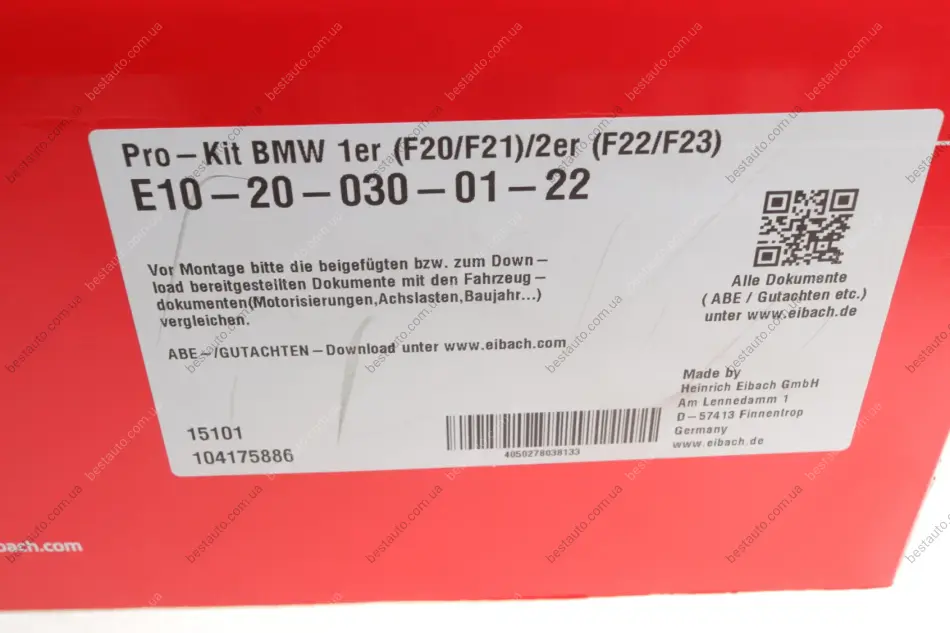 Pro-Kit BMW 1er (F20/F21)/2er (F22/F23)
E10-20-030-01-22
Vor Montage bitte die beigefügten bzw. zum Down-
load bereitgestellten Dokumente mit den Fahrzeug-
dokumenten(Motorisierungen,Achslasten,Baujahr...)
vergleichen.
ABE-/GUTACHTEN-Download unter www.eibach.com
Alle Dokumente
( ABE / Gutachten etc.)
unter www.eibach.de
15101
104175886
4050278038133
Made by
Heinrich Eibach GmbH
Am Lennedamm 1
D-57413 Finnentrop
Germany
www.eibach.de
bach.com
bestauto.com.ua